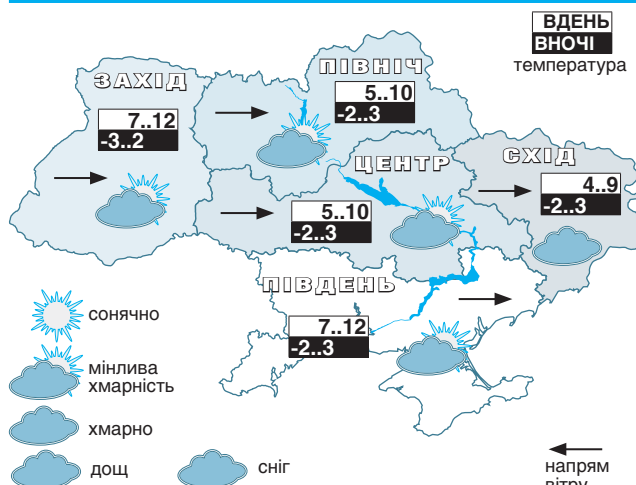 ВДЕНЬ
ВНОЧІ
температура
ЗАХІД
7..12
-3..2
ПІВНІЧ
5..10
-2..3
ЦЕНТР
5..10
-2..3
СХІД
4..9
-2..3
ПІВДЕНЬ
7..12
-2..3
сонячно
мінлива
хмарність
хмарно
дощ
сніг
напрям
вітру